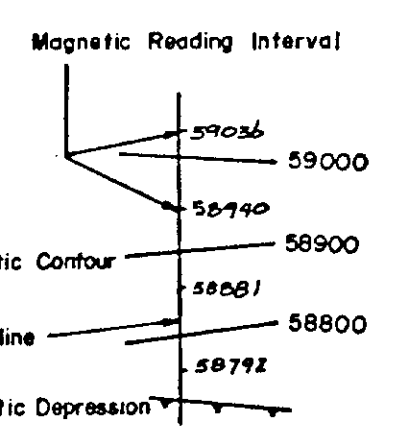 Magnetic Reading Interval
59036
59000
58940
58900
tic Contour
58881
58800
line
58792
tic Depression